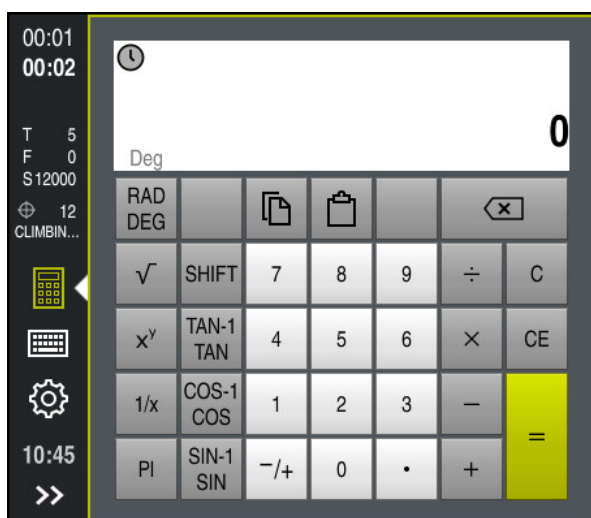 00:01
00:02
T 5
F 0
S12000
12
CLIMBIN...
10:45
>>
0
Deg
RAD
DEG
√ SHIFT 7 8 9 ÷ C
xʸ TAN-1
TAN 4 5 6 × CE
1/x COS-1
COS 1 2 3 − =
PI SIN-1
SIN −/+ 0 • +